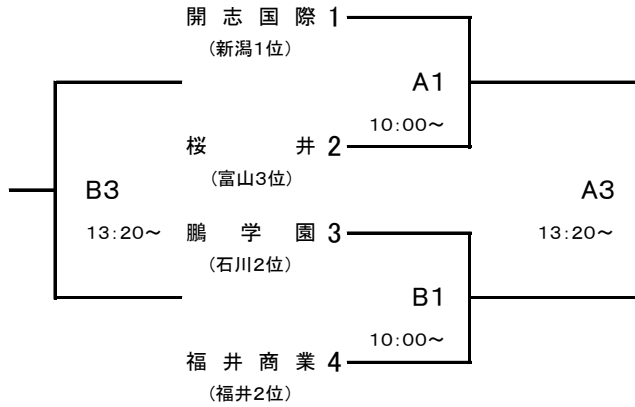 開志国際 1
(新潟1位)
A1
10:00～
桜井 2
(富山3位)
B3
A3
13:20～
鵬学園 3
13:20～
(石川2位)
B1
10:00～
福井商業 4
(福井2位)